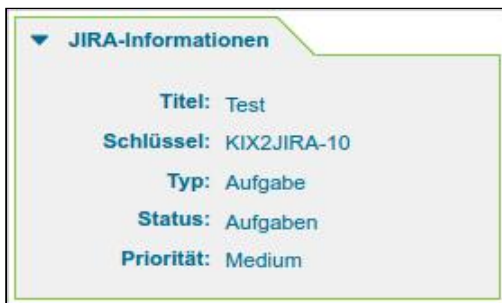 JIRA-Informationen
Titel: Test
Schlüssel: KIX2JIRA-10
Typ: Aufgabe
Status: Aufgaben
Priorität: Medium